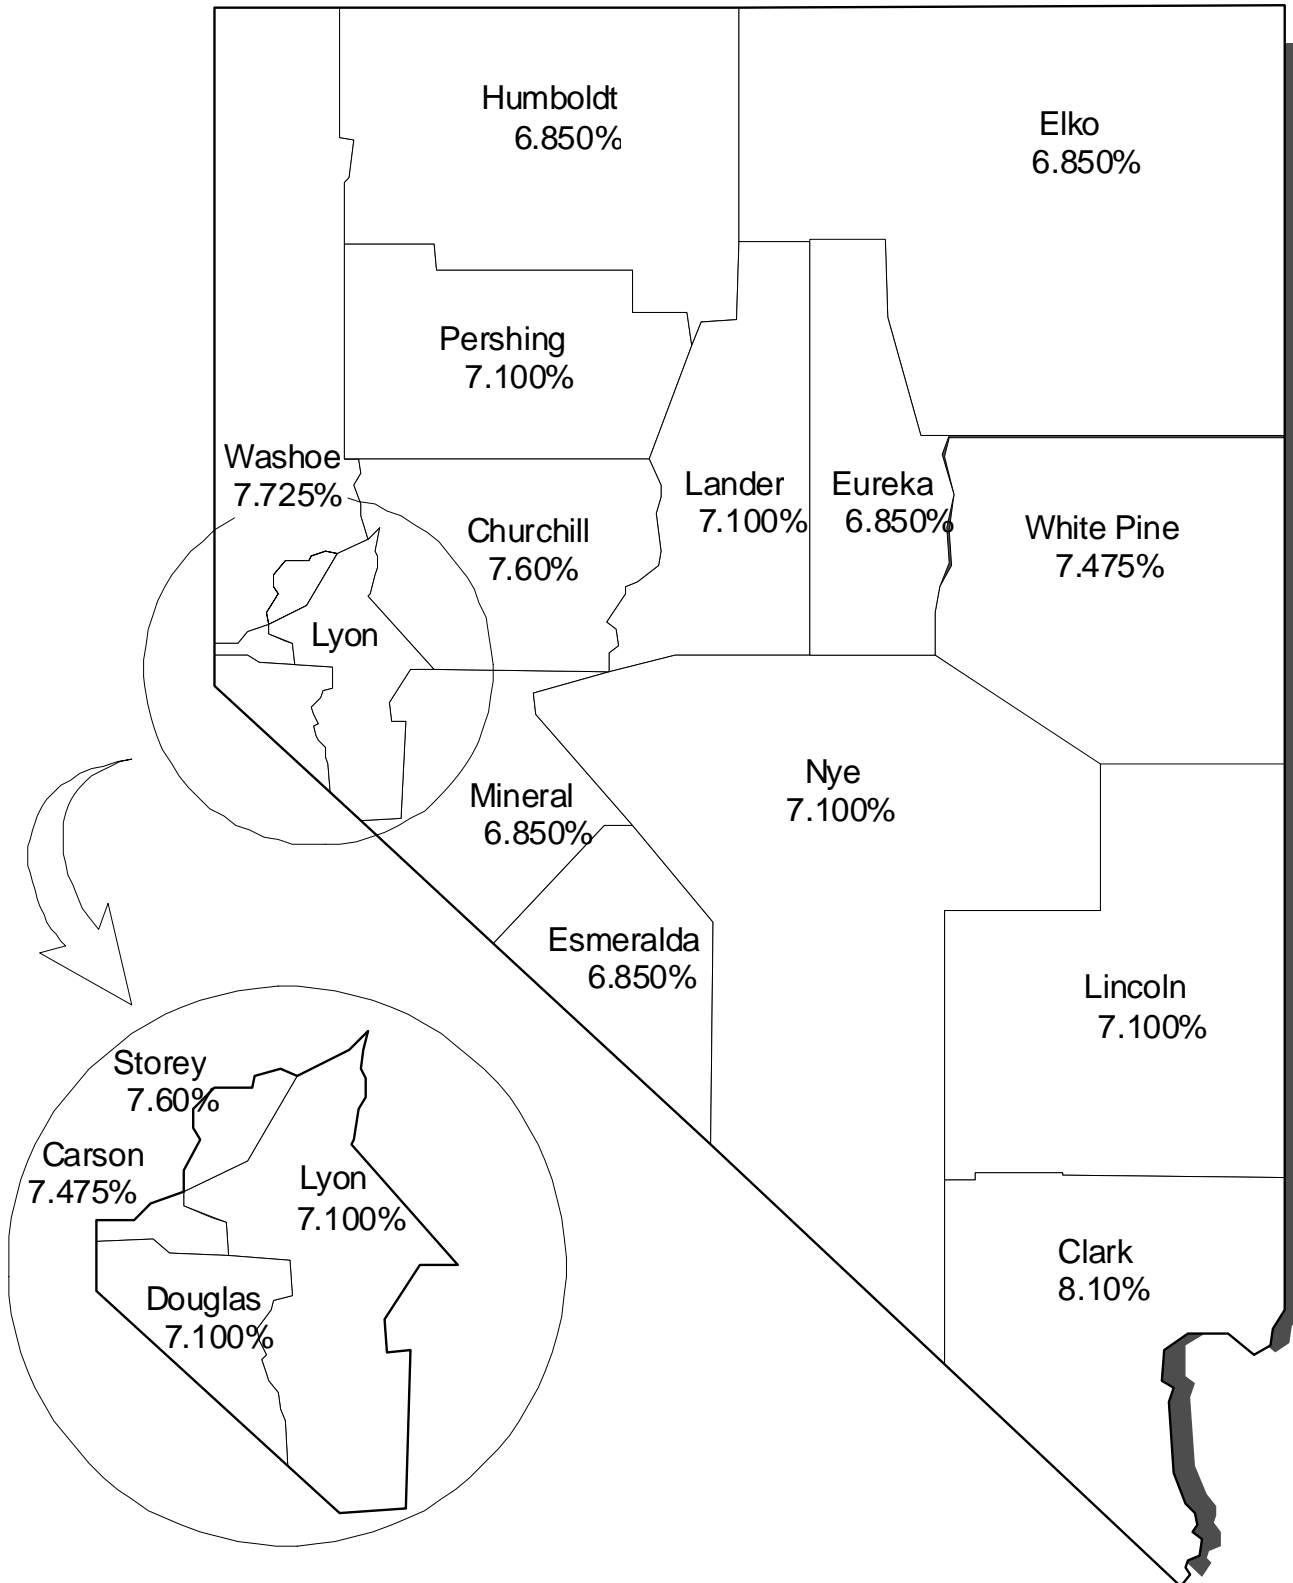 Humboldt
6.850%
Elko
6.850%
Pershing
7.100%
Washoe
7.725%
Churchill
7.60%
Lander
7.100%
Eureka
6.850%
White Pine
7.475%
Lyon
Nye
7.100%
Mineral
6.850%
Esmeralda
6.850%
Lincoln
7.100%
Storey
7.60%
Carson
7.475%
Lyon
7.100%
Douglas
7.100%
Clark
8.10%